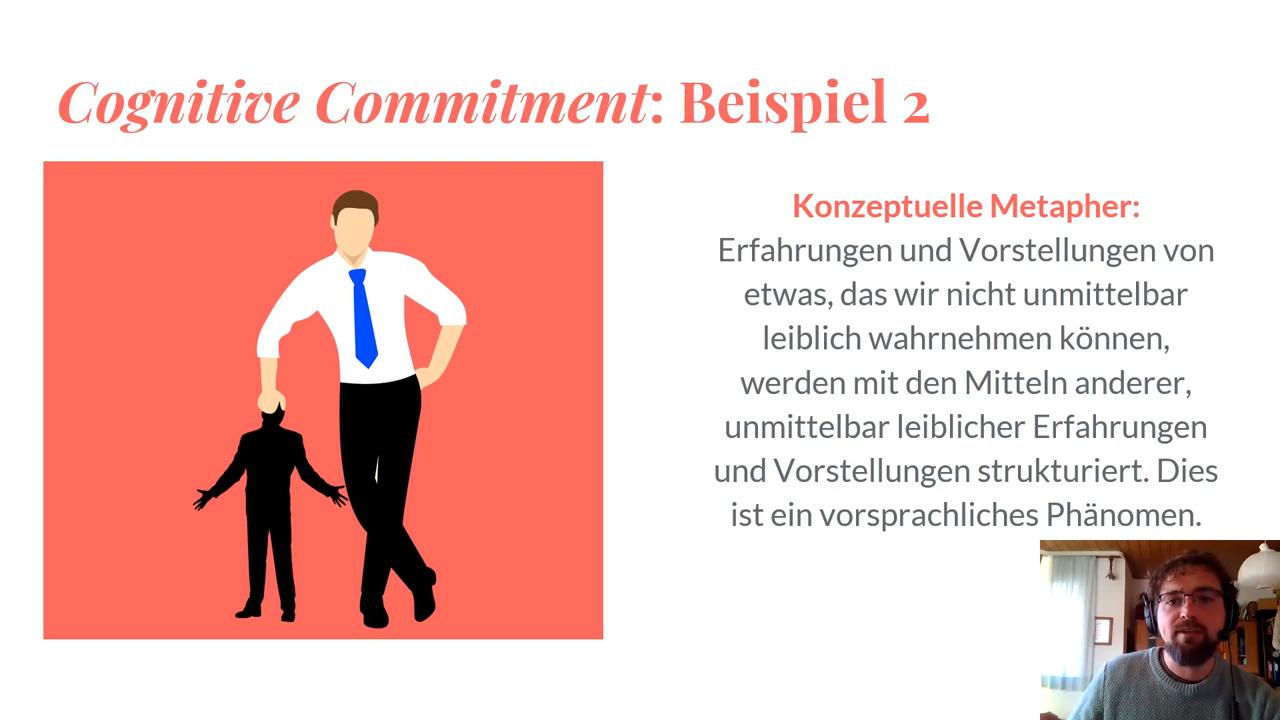 Cognitive Commitment: Beispiel 2
Konzeptuelle Metapher:
Erfahrungen und Vorstellungen von
etwas, das wir nicht unmittelbar
leiblich wahrnehmen können,
werden mit den Mitteln anderer,
unmittelbar leiblicher Erfahrungen
und Vorstellungen strukturiert. Dies
ist ein vorsprachliches Phänomen.